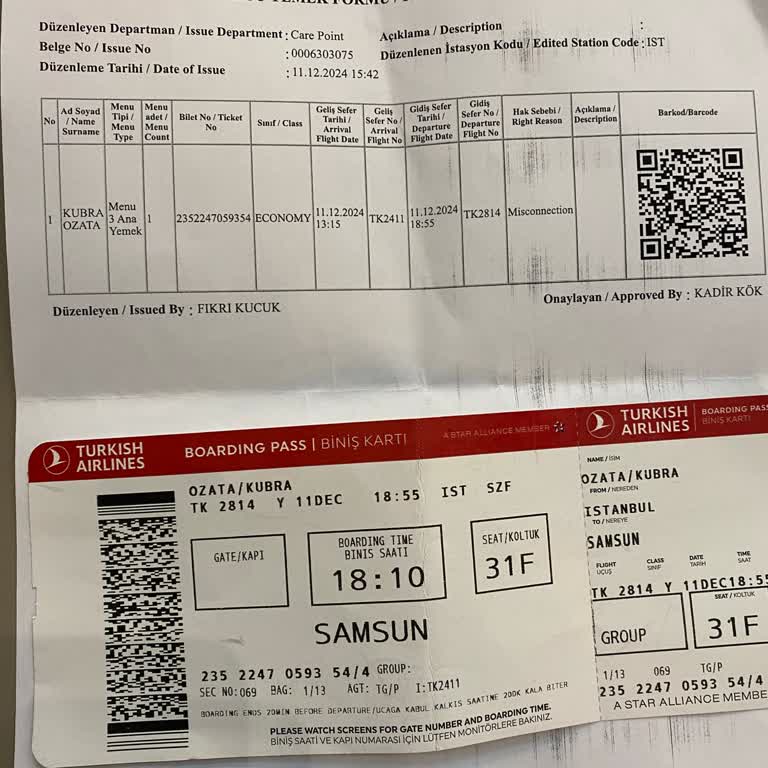 YEMEK FORMU /
Düzenleyen Departman / Issue Department : Care Point
Açıklama / Description :
Belge No / Issue No : 0006303075
Düzenlenen İstasyon Kodu / Edited Station Code : IST
Düzenleme Tarihi / Date of Issue : 11.12.2024 15:42
No
Ad Soyad / Name Surname
Menu Tipi / Menu Type
Menu adet / Menu Count
Bilet No / Ticket No
Sınıf / Class
Geliş Sefer Tarihi / Arrival Flight Date
Geliş Sefer No / Arrival Flight No
Gidiş Sefer Tarihi / Departure Flight Date
Gidiş Sefer No / Departure Flight No
Hak Sebebi / Right Reason
Açıklama / Description
Barkod/Barcode
1
KUBRA OZATA
Menu 3 Ana Yemek
1
2352247059354
ECONOMY
11.12.2024 13:15
TK2411
11.12.2024 18:55
TK2814
Misconnection
Düzenleyen / Issued By : FIKRI KUCUK
Onaylayan / Approved By : KADİR KÖK
TURKISH AIRLINES
BOARDING PASS | BİNİŞ KARTI
A STAR ALLIANCE MEMBER
OZATA/KUBRA
TK 2814 Y 11DEC 18:55 IST SZF
GATE/KAPI
BOARDING TIME
BINIS SAATI
18:10
SEAT/KOLTUK
31F
SAMSUN
235 2247 0593 54/4 GROUP:
SEC NO:069 BAG: 1/13 AGT: TG/P I:TK2411
BOARDING ENDS 20MIN BEFORE DEPARTURE/UCAGA KABUL KALKIS SAATINE 20DK KALA BITER
PLEASE WATCH SCREENS FOR GATE NUMBER AND BOARDING TIME.
BİNİŞ SAATİ VE KAPI NUMARASI İÇİN LÜTFEN MONİTÖRLERE BAKINIZ.
TURKISH AIRLINES
BOARDING PASS
BİNİŞ KARTI
NAME / İSİM
OZATA/KUBRA
FROM / NEREDEN
ISTANBUL
TO / NEREYE
SAMSUN
FLIGHT UÇUŞ
CLASS SINIF
DATE TARİH
TIME SAAT
TK 2814 Y 11DEC18:55
GROUP
SEAT / KOLTUK
31F
1/13 069 TG/P
235 2247 0593 54/4
A STAR ALLIANCE MEMBE